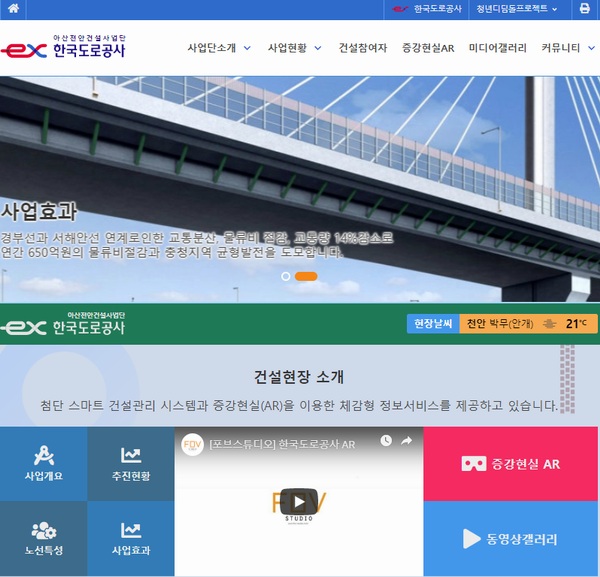 한국도로공사
청년디딤돌프로젝트
아산천안건설사업단
ex 한국도로공사
사업단소개
사업현황
건설참여자
증강현실AR
미디어갤러리
커뮤니티
사업효과
경부선과 서해안선 연계로인한 교통분산, 물류비 절감, 교통량 14%감소로
연간 650억원의 물류비절감과 충청지역 균형발전을 도모합니다.
아산천안건설사업단
ex 한국도로공사
현장날씨 천안 박무(안개) 21℃
건설현장 소개
첨단 스마트 건설관리 시스템과 증강현실(AR)을 이용한 체감형 정보서비스를 제공하고 있습니다.
사업개요
추진현황
FOV
[포브스튜디오] 한국도로공사 AR
증강현실 AR
FOV
STUDIO
노선특성
사업효과
동영상갤러리